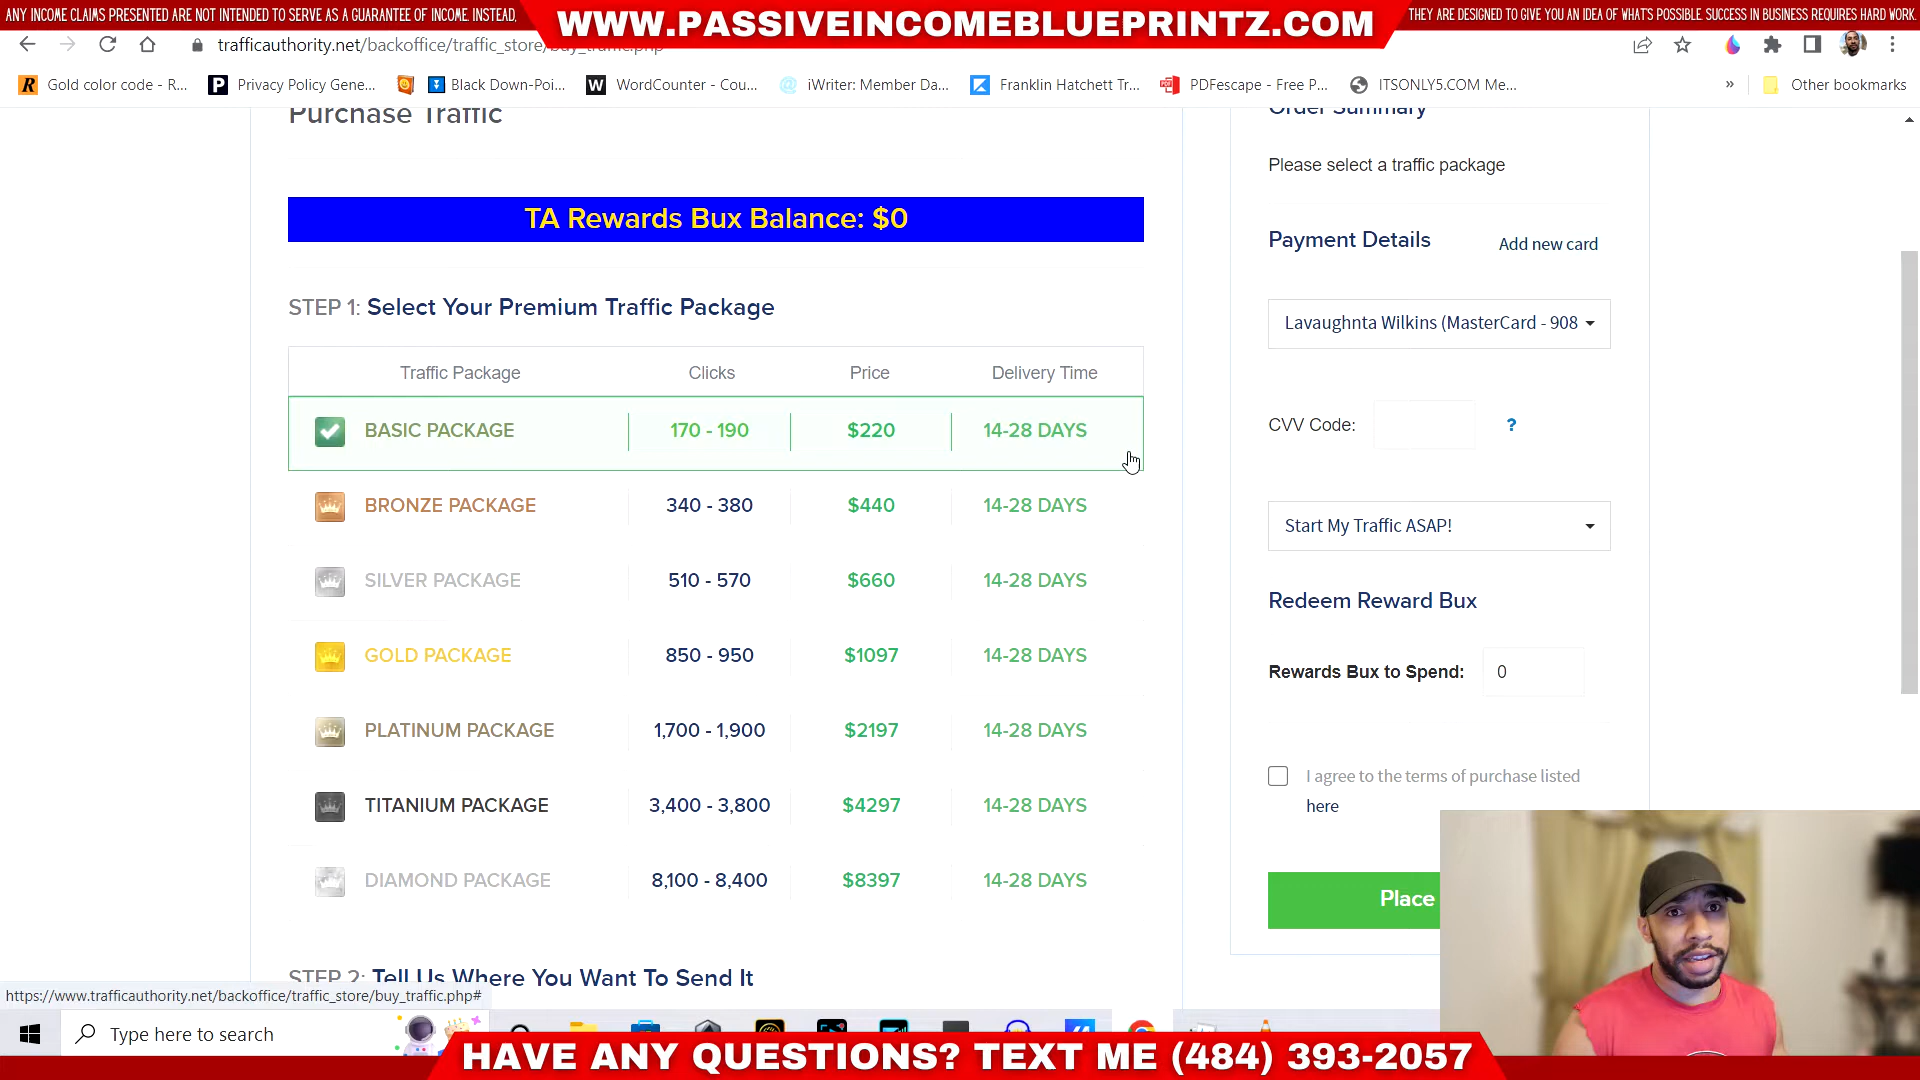 ANY INCOME CLAIMS PRESENTED ARE NOT INTENDED TO SERVE AS A GUARANTEE OF INCOME. INSTEAD,
WWW.PASSIVEINCOMEBLUEPRINTZ.COM
THEY ARE DESIGNED TO GIVE YOU AN IDEA OF WHAT'S POSSIBLE. SUCCESS IN BUSINESS REQUIRES HARD WORK.
trafficauthority.net/backoffice/traffic_store/buy_traffic.php
Gold color code - R...
Privacy Policy Gene...
Black Down-Poi...
WordCounter - Cou...
iWriter: Member Da...
Franklin Hatchett Tr...
PDFescape - Free P...
ITSONLY5.COM Me...
»
Other bookmarks
Purchase Traffic
TA Rewards Bux Balance: $0
STEP 1: Select Your Premium Traffic Package
Traffic Package Clicks Price Delivery Time
BASIC PACKAGE 170 - 190 $220 14-28 DAYS
BRONZE PACKAGE 340 - 380 $440 14-28 DAYS
SILVER PACKAGE 510 - 570 $660 14-28 DAYS
GOLD PACKAGE 850 - 950 $1097 14-28 DAYS
PLATINUM PACKAGE 1,700 - 1,900 $2197 14-28 DAYS
TITANIUM PACKAGE 3,400 - 3,800 $4297 14-28 DAYS
DIAMOND PACKAGE 8,100 - 8,400 $8397 14-28 DAYS
STEP 2: Tell Us Where You Want To Send It
Order Summary
Please select a traffic package
Payment Details Add new card
Lavaughnta Wilkins (MasterCard - 908
CVV Code: ?
Start My Traffic ASAP!
Redeem Reward Bux
Rewards Bux to Spend: 0
I agree to the terms of purchase listed
here
Place
https://www.trafficauthority.net/backoffice/traffic_store/buy_traffic.php#
Type here to search
HAVE ANY QUESTIONS? TEXT ME (484) 393-2057